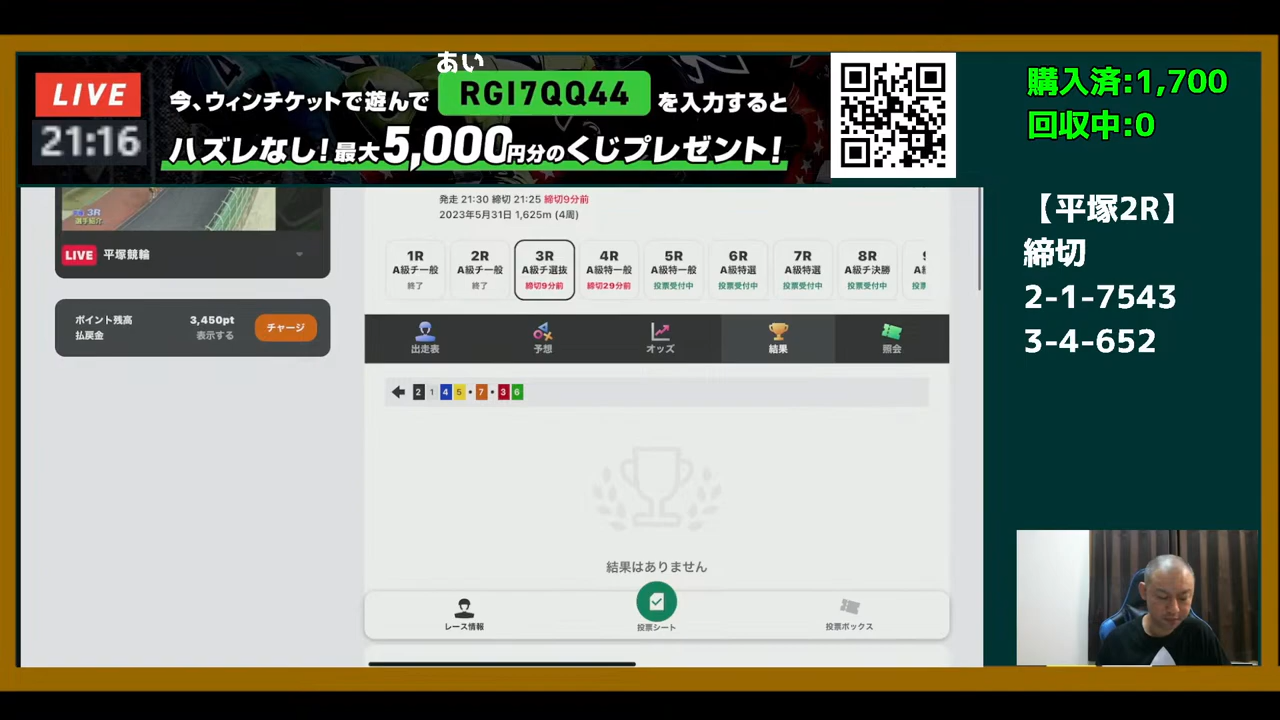 あい
LIVE
今、ウィンチケットで遊んで RGI7QQ44 を入力すると
21:16
ハズレなし!最大5,000円分のくじプレゼント!
購入済:1,700
回収中:0
【平塚2R】
締切
2-1-7543
3-4-652
3R
選手紹介
LIVE 平塚競輪
ポイント残高 3,450pt
払戻金 表示する
チャージ
発走 21:30 締切 21:25 締切9分前
2023年5月31日 1,625m (4周)
1R 2R 3R 4R 5R 6R 7R 8R
A級チ一般 A級チ一般 A級チ選抜 A級特一般 A級特一般 A級特選 A級特選 A級チ決勝
終了 終了 締切9分前 締切29分前 投票受付中 投票受付中 投票受付中 投票受付中
出走表 予想 オッズ 結果 照会
2 1 4 5 • 7 • 3 6
結果はありません
レース情報 投票シート 投票ボックス